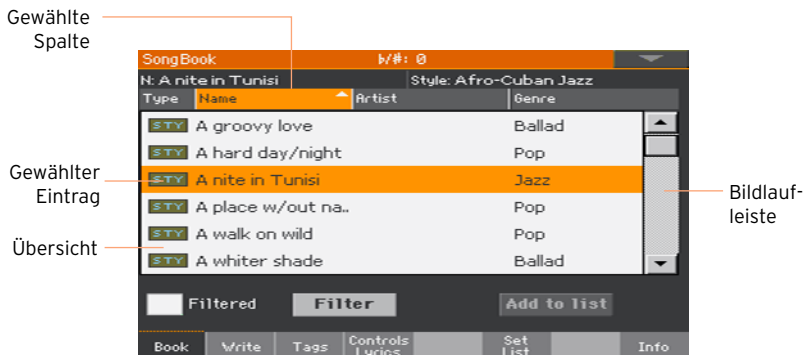 Gewählte
Spalte
SongBook ♭/#: 0
N: A nite in Tunisi Style: Afro-Cuban Jazz
Type Name Artist Genre
STY A groovy love Ballad
STY A hard day/night Pop
Gewählter
Eintrag
STY A nite in Tunisi Jazz
Bildlauf-
leiste
STY A place w/out na.. Pop
Übersicht
STY A walk on wild Pop
STY A whiter shade Ballad
Filtered Filter Add to list
Book Write Tags Controls Lyrics Set List Info